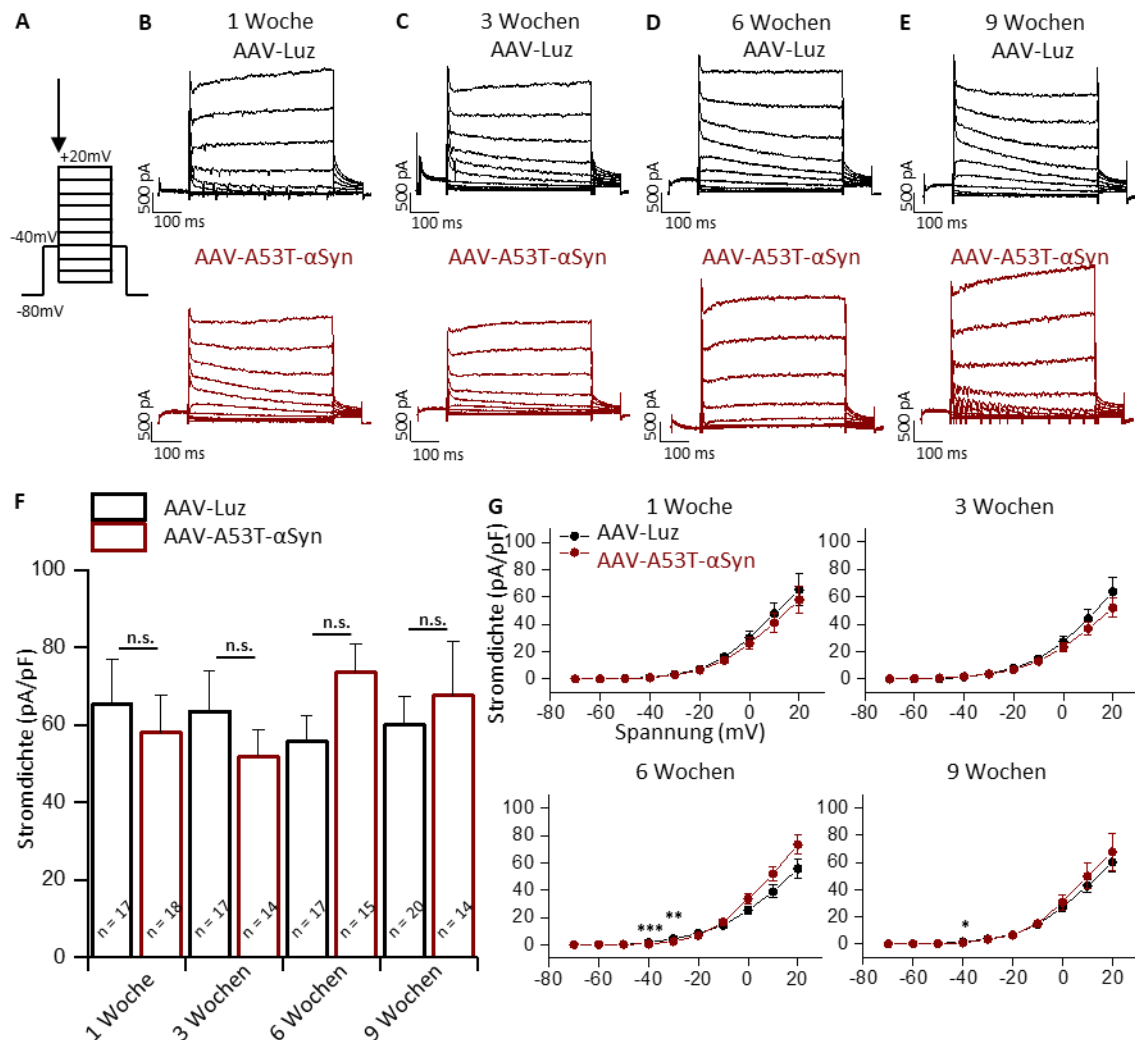 A
B
1 Woche
AAV-Luz
C
3 Wochen
AAV-Luz
D
6 Wochen
AAV-Luz
E
9 Wochen
AAV-Luz
+20mV
-40mV
-80mV
500 pA
100 ms
500 pA
100 ms
500 pA
100 ms
500 pA
100 ms
AAV-A53T-αSyn
AAV-A53T-αSyn
AAV-A53T-αSyn
AAV-A53T-αSyn
500 pA
100 ms
500 pA
100 ms
500 pA
100 ms
500 pA
100 ms
F
AAV-Luz
AAV-A53T-αSyn
Stromdichte (pA/pF)
100
80
60
40
20
0
n.s.
n.s.
n.s.
n.s.
n = 17
n = 18
n = 17
n = 14
n = 17
n = 15
n = 20
n = 14
1 Woche
3 Wochen
6 Wochen
9 Wochen
G
1 Woche
AAV-Luz
AAV-A53T-αSyn
Stromdichte (pA/pF)
100
80
60
40
20
0
-80 -60 -40 -20 0 20
Spannung (mV)
3 Wochen
100
80
60
40
20
0
-80 -60 -40 -20 0 20
6 Wochen
100
80
60
40
20
0
***
**
-80 -60 -40 -20 0 20
9 Wochen
100
80
60
40
20
0
*
-80 -60 -40 -20 0 20